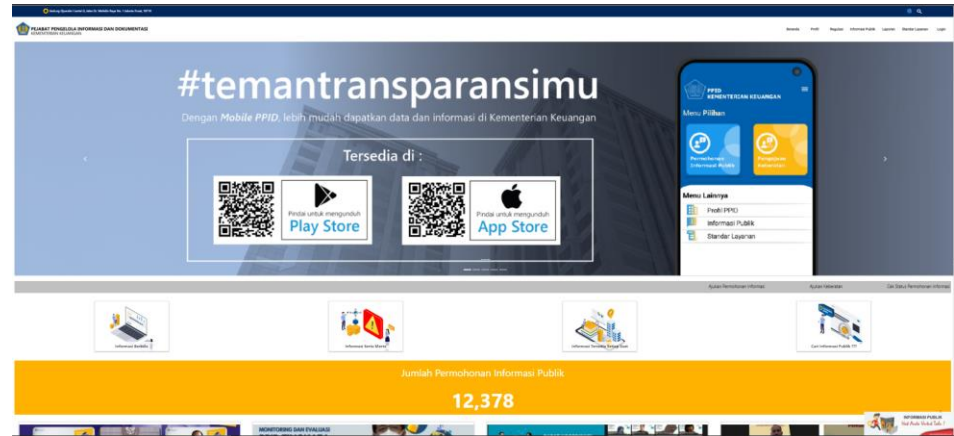 PEJABAT PENGELOLA INFORMASI DAN DOKUMENTASI
KEMENTERIAN KEUANGAN
Beranda Profil Regulasi Informasi Publik Laporan Standar Layanan Login
#temantransparansimu
Dengan Mobile PPID, lebih mudah dapatkan data dan informasi di Kementerian Keuangan
Tersedia di :
Pindai untuk mengunduh
Play Store
Pindai untuk mengunduh
App Store
PPID
KEMENTERIAN KEUANGAN
Menu Pilihan
Permohonan
Informasi Publik
Pengajuan
Keberatan
Menu Lainnya
Profil PPID
Informasi Publik
Standar Layanan
Ajukan Permohonan Informasi Ajukan Keberatan Cek Status Permohonan Informasi
Informasi Berkala
Informasi Serta Merta
Informasi Tersedia Setiap Saat
Cari Informasi Publik ???
Jumlah Permohonan Informasi Publik
12,378
MONITORING DAN EVALUASI
INFORMASI PUBLIK